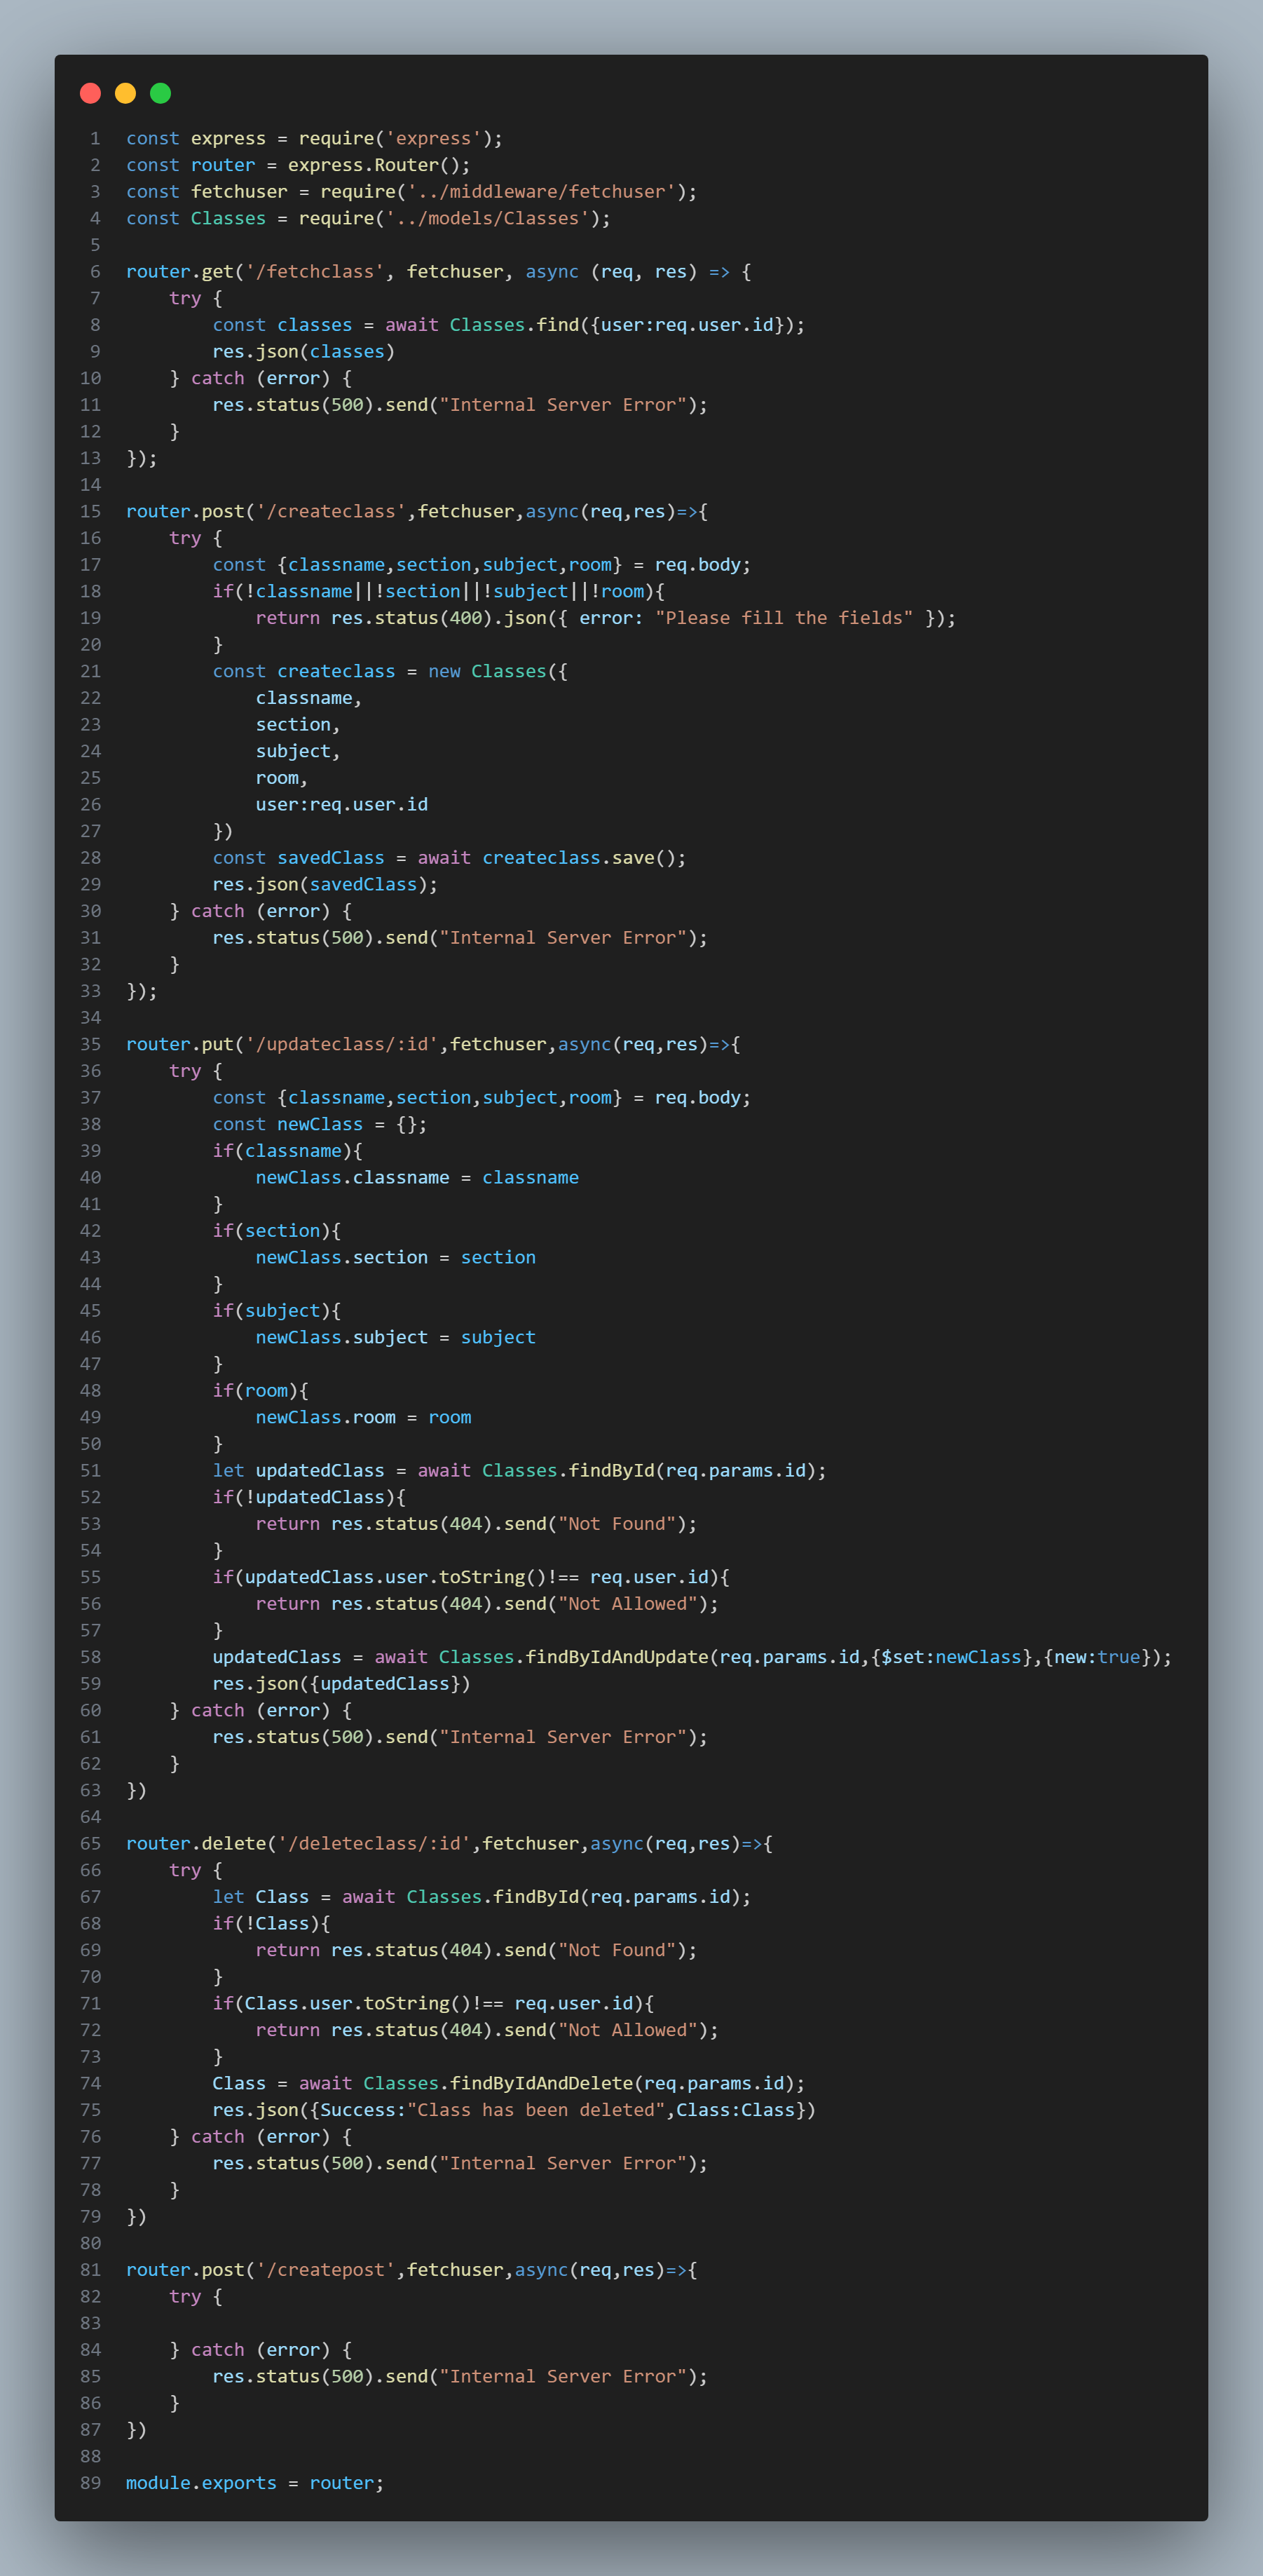 1 const express = require('express');
2 const router = express.Router();
3 const fetchuser = require('../middleware/fetchuser');
4 const Classes = require('../models/Classes');
5
6 router.get('/fetchclass', fetchuser, async (req, res) => {
7     try {
8         const classes = await Classes.find({user:req.user.id});
9         res.json(classes)
10     } catch (error) {
11         res.status(500).send("Internal Server Error");
12     }
13 });
14
15 router.post('/createclass',fetchuser,async(req,res)=>{
16     try {
17         const {classname,section,subject,room} = req.body;
18         if(!classname||!section||!subject||!room){
19             return res.status(400).json({ error: "Please fill the fields" });
20         }
21         const createclass = new Classes({
22             classname,
23             section,
24             subject,
25             room,
26             user:req.user.id
27         })
28         const savedClass = await createclass.save();
29         res.json(savedClass);
30     } catch (error) {
31         res.status(500).send("Internal Server Error");
32     }
33 });
34
35 router.put('/updateclass/:id',fetchuser,async(req,res)=>{
36     try {
37         const {classname,section,subject,room} = req.body;
38         const newClass = {};
39         if(classname){
40             newClass.classname = classname
41         }
42         if(section){
43             newClass.section = section
44         }
45         if(subject){
46             newClass.subject = subject
47         }
48         if(room){
49             newClass.room = room
50         }
51         let updatedClass = await Classes.findById(req.params.id);
52         if(!updatedClass){
53             return res.status(404).send("Not Found");
54         }
55         if(updatedClass.user.toString()!== req.user.id){
56             return res.status(404).send("Not Allowed");
57         }
58         updatedClass = await Classes.findByIdAndUpdate(req.params.id,{$set:newClass},{new:true});
59         res.json({updatedClass})
60     } catch (error) {
61         res.status(500).send("Internal Server Error");
62     }
63 })
64
65 router.delete('/deleteclass/:id',fetchuser,async(req,res)=>{
66     try {
67         let Class = await Classes.findById(req.params.id);
68         if(!Class){
69             return res.status(404).send("Not Found");
70         }
71         if(Class.user.toString()!== req.user.id){
72             return res.status(404).send("Not Allowed");
73         }
74         Class = await Classes.findByIdAndDelete(req.params.id);
75         res.json({Success:"Class has been deleted",Class:Class})
76     } catch (error) {
77         res.status(500).send("Internal Server Error");
78     }
79 })
80
81 router.post('/createpost',fetchuser,async(req,res)=>{
82     try {
83
84     } catch (error) {
85         res.status(500).send("Internal Server Error");
86     }
87 })
88
89 module.exports = router;